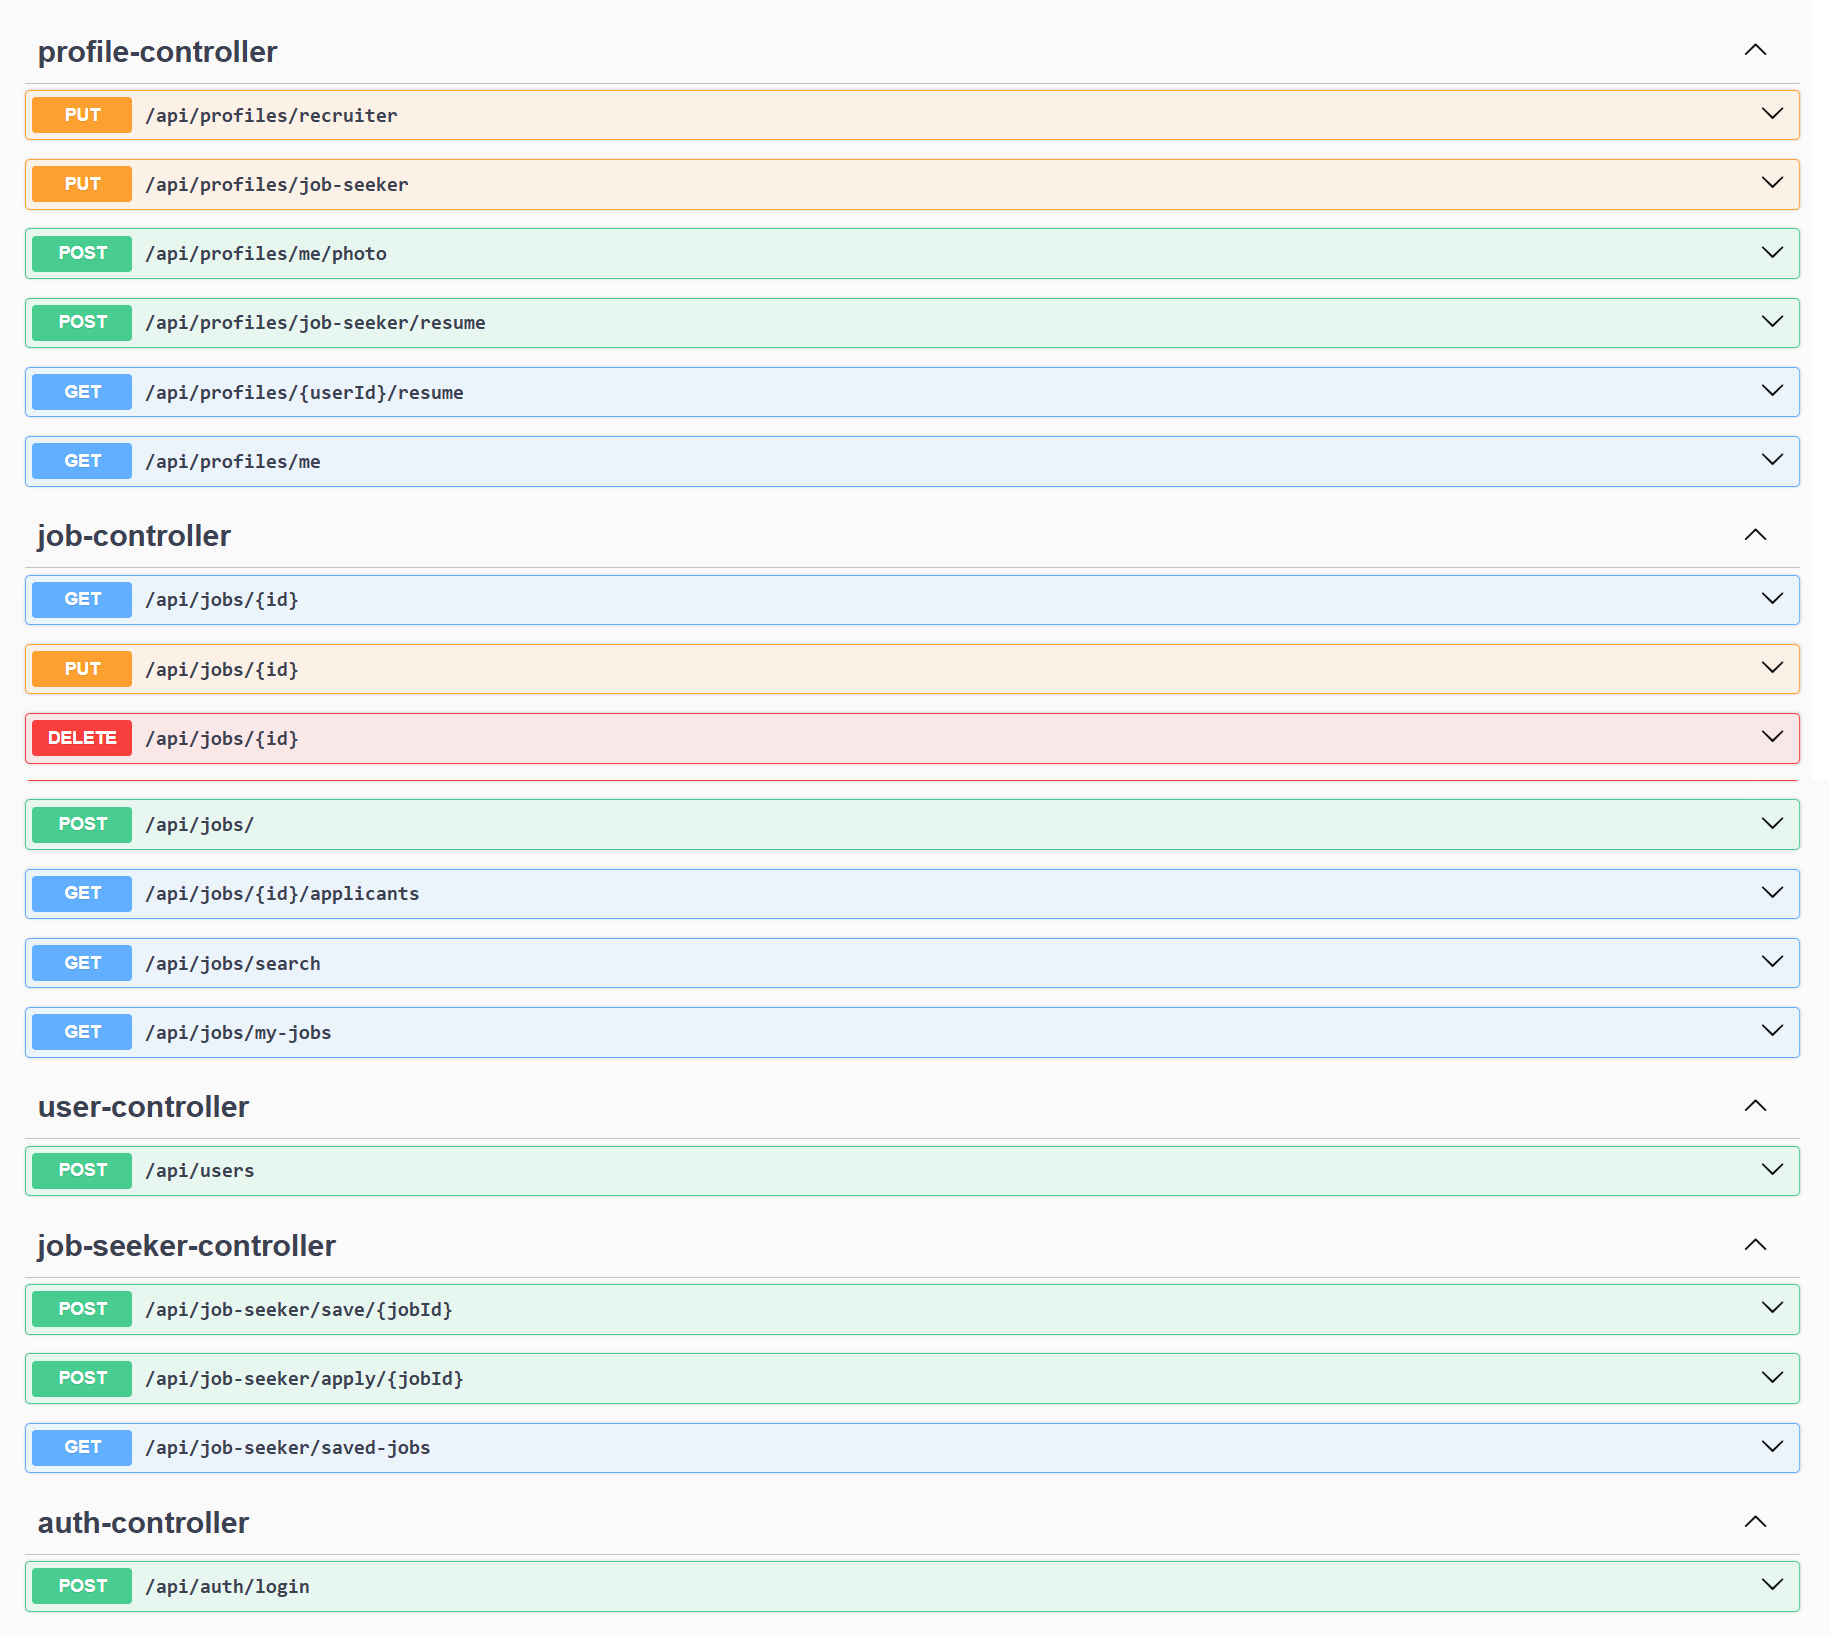 profile-controller
PUT /api/profiles/recruiter
PUT /api/profiles/job-seeker
POST /api/profiles/me/photo
POST /api/profiles/job-seeker/resume
GET /api/profiles/{userId}/resume
GET /api/profiles/me
job-controller
GET /api/jobs/{id}
PUT /api/jobs/{id}
DELETE /api/jobs/{id}
POST /api/jobs/
GET /api/jobs/{id}/applicants
GET /api/jobs/search
GET /api/jobs/my-jobs
user-controller
POST /api/users
job-seeker-controller
POST /api/job-seeker/save/{jobId}
POST /api/job-seeker/apply/{jobId}
GET /api/job-seeker/saved-jobs
auth-controller
POST /api/auth/login